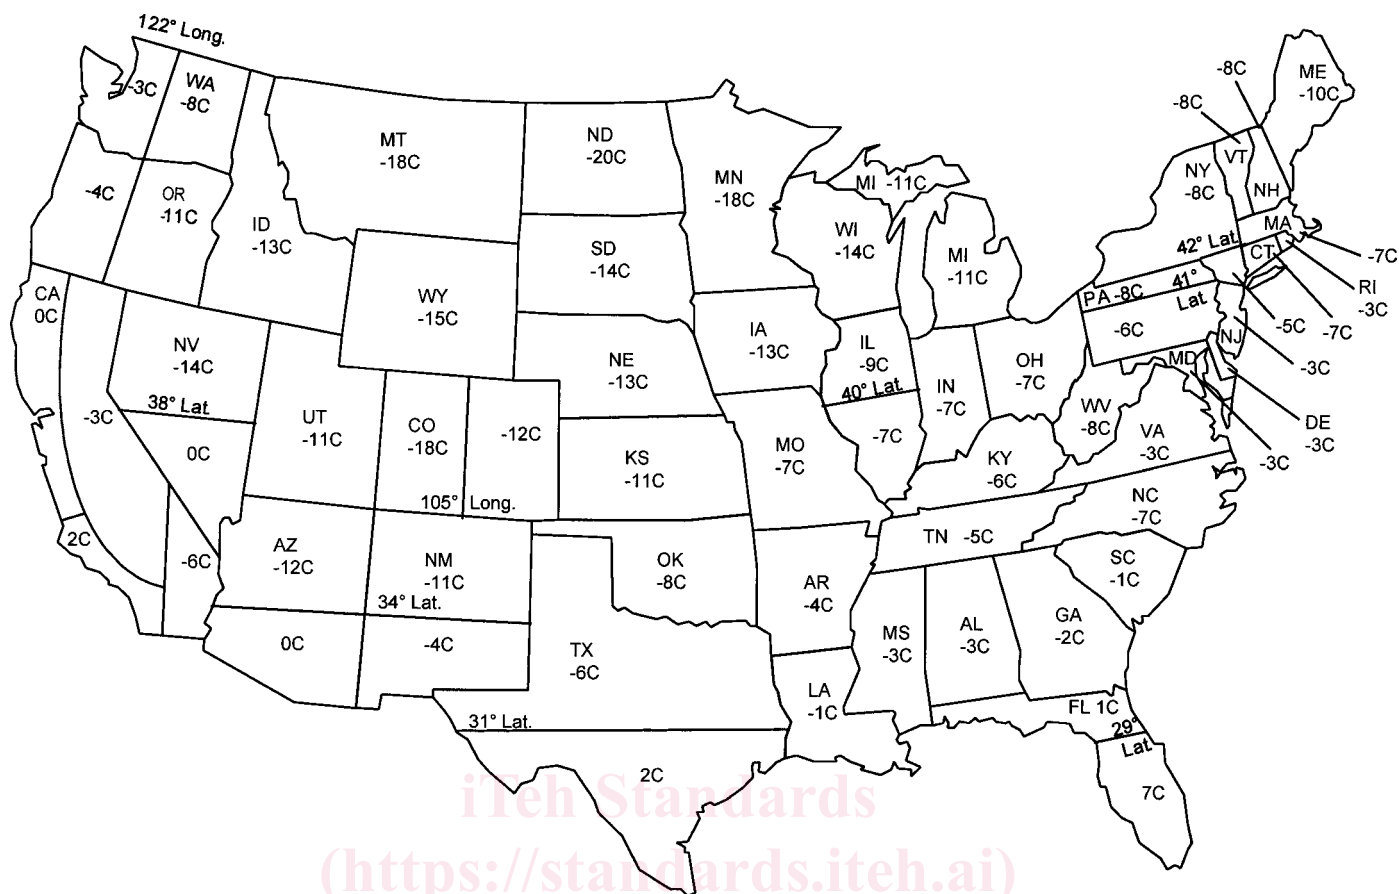 122° Long.
-3C
WA
-8C
-4C
OR
-11C
ID
-13C
MT
-18C
ND
-20C
MN
-18C
SD
-14C
WY
-15C
WI
-14C
MI -11C
MI
-11C
-8C
-8C
ME
-10C
VT
NY
-8C
NH
MA
42° Lat.
CT
-7C
RI
-3C
-7C
-5C
-3C
PA -8C
41°
Lat.
-6C
NJ
MD
DE
-3C
-3C
CA
0C
NV
-14C
38° Lat.
-3C
0C
UT
-11C
CO
-18C
-12C
105° Long.
NE
-13C
IA
-13C
IL
-9C
40° Lat.
-7C
IN
-7C
OH
-7C
WV
-8C
VA
-3C
KS
-11C
MO
-7C
KY
-6C
NC
-7C
TN -5C
SC
-1C
2C
-6C
AZ
-12C
NM
-11C
34° Lat.
0C
-4C
OK
-8C
AR
-4C
TX
-6C
31° Lat.
2C
LA
-1C
MS
-3C
AL
-3C
GA
-2C
FL 1C
29°
Lat.
7C
iTeh Standards
(https://standards.iteh.ai)